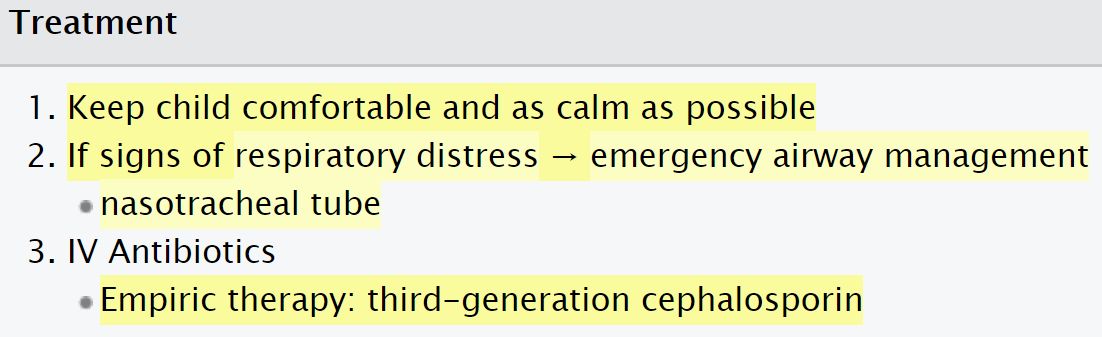 Treatment
1. Keep child comfortable and as calm as possible
2. If signs of respiratory distress → emergency airway management
• nasotracheal tube
3. IV Antibiotics
• Empiric therapy: third-generation cephalosporin